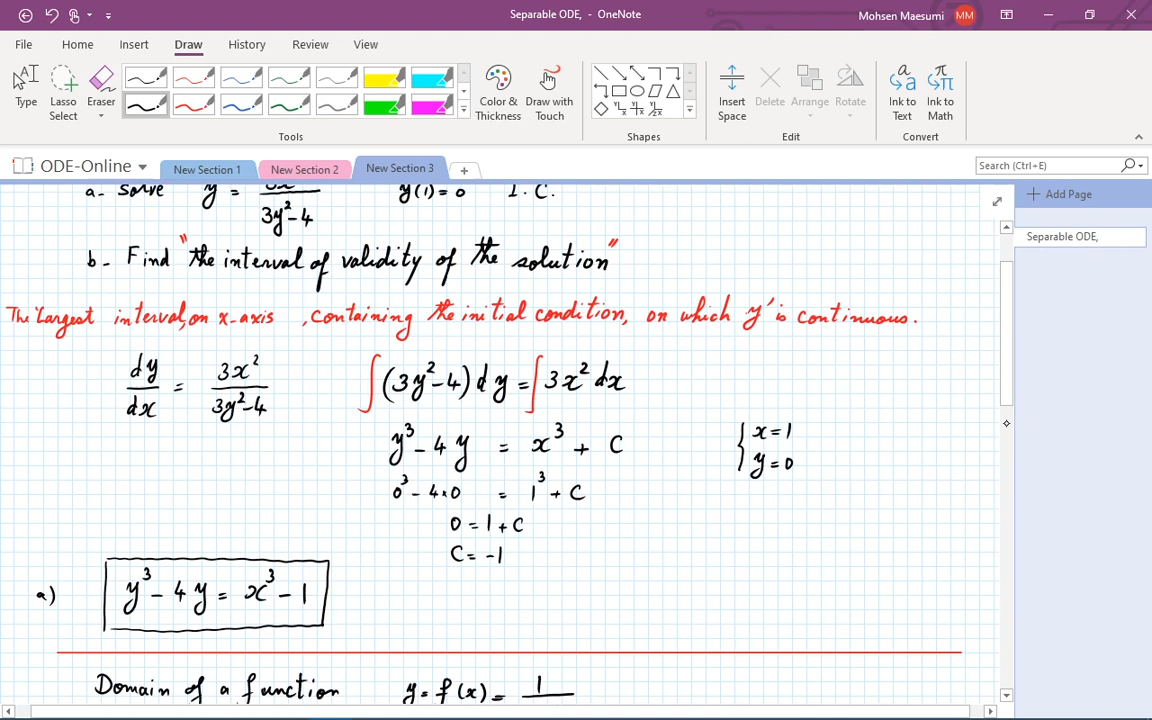 Separable ODE, - OneNote
Mohsen Maesumi MM
File Home Insert Draw History Review View
Type Lasso Select Eraser Color & Thickness Draw with Touch Insert Space Delete Arrange Rotate Ink to Text Ink to Math
Tools Shapes Edit Convert
ODE-Online New Section 1 New Section 2 New Section 3 + Search (Ctrl+E)
+ Add Page
Separable ODE,
a- Solve y' = 3x² / (3y²-4) y(1)=0 I.C.
b- Find "the interval of validity of the solution"
The largest interval, on x-axis, containing the initial condition, on which y' is continuous.
dy/dx = 3x² / (3y²-4) ∫(3y²-4)dy = ∫3x² dx
y³ - 4y = x³ + C { x=1
0³ - 4×0 = 1³ + C y=0
0 = 1 + C
C = -1
a) y³ - 4y = x³ - 1
Domain of a function y = f(x) = 1